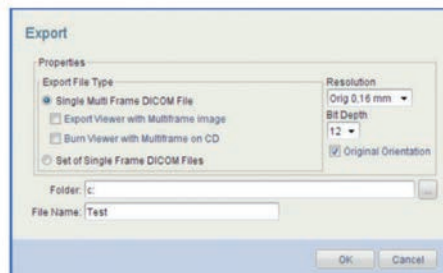 Export
Properties
Export File Type
Single Multi Frame DICOM File
Export Viewer with Multiframe image
Burn Viewer with Multiframe on CD
Set of Single Frame DICOM Files
Resolution
Orig 0,16 mm
Bit Depth
12
Original Orientation
Folder: c:
...
File Name: Test
OK Cancel